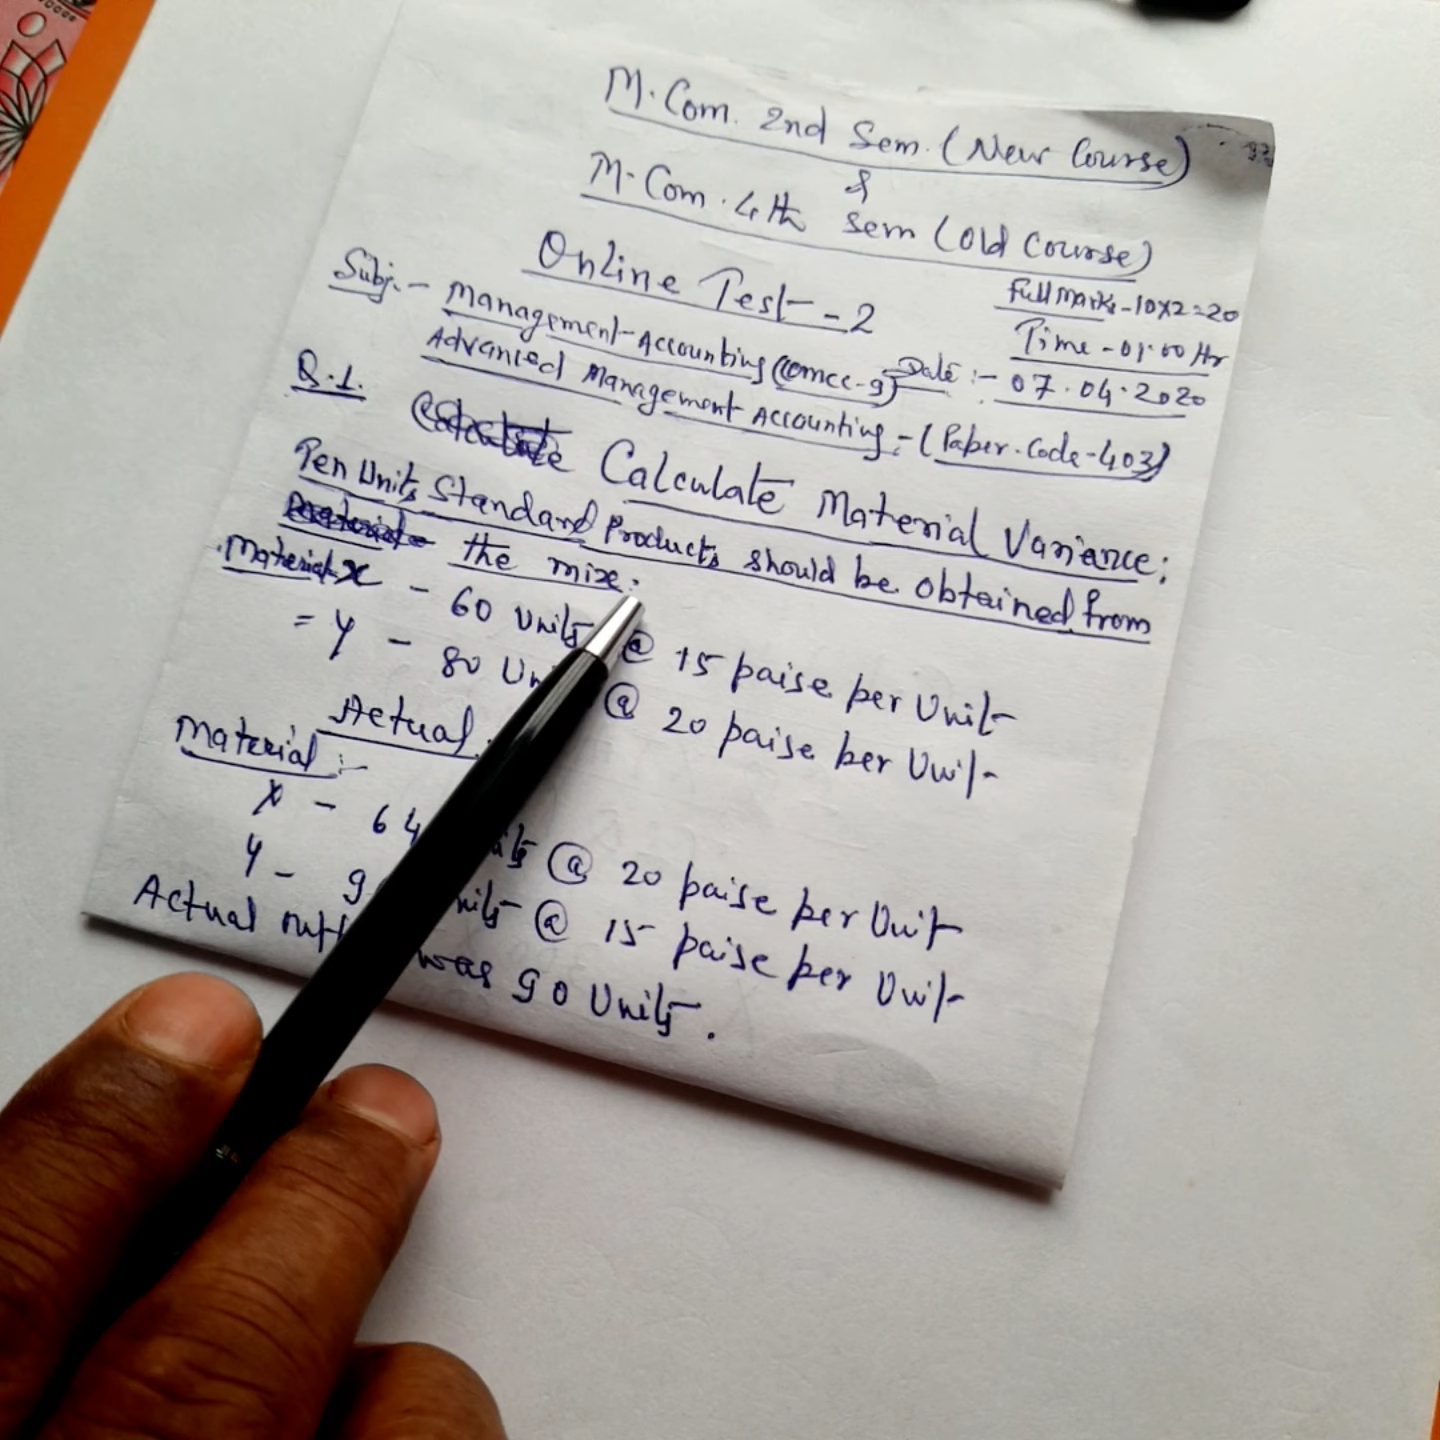 M.Com. 2nd Sem. (New Course)
&
M.Com. 4th Sem (Old Course)
Online Test-2
Full Marks-10x2=20
Time-01.00 Hr
Subj.- Management Accounting (CMCC-9) Date:- 07.04.2020
Advanced Management Accounting:- (Paper-Code-403)
Q.1. Calculate Material Variance:
Ten Units Standard Products should be obtained from
the mix:
Material X - 60 Units @ 15 paise per Unit
= Y - 80 @ 20 paise per Unit
Actual
Material:-
X - @ 20 paise per Unit
Y - @ 15 paise per Unit
Actual was 90 Units.